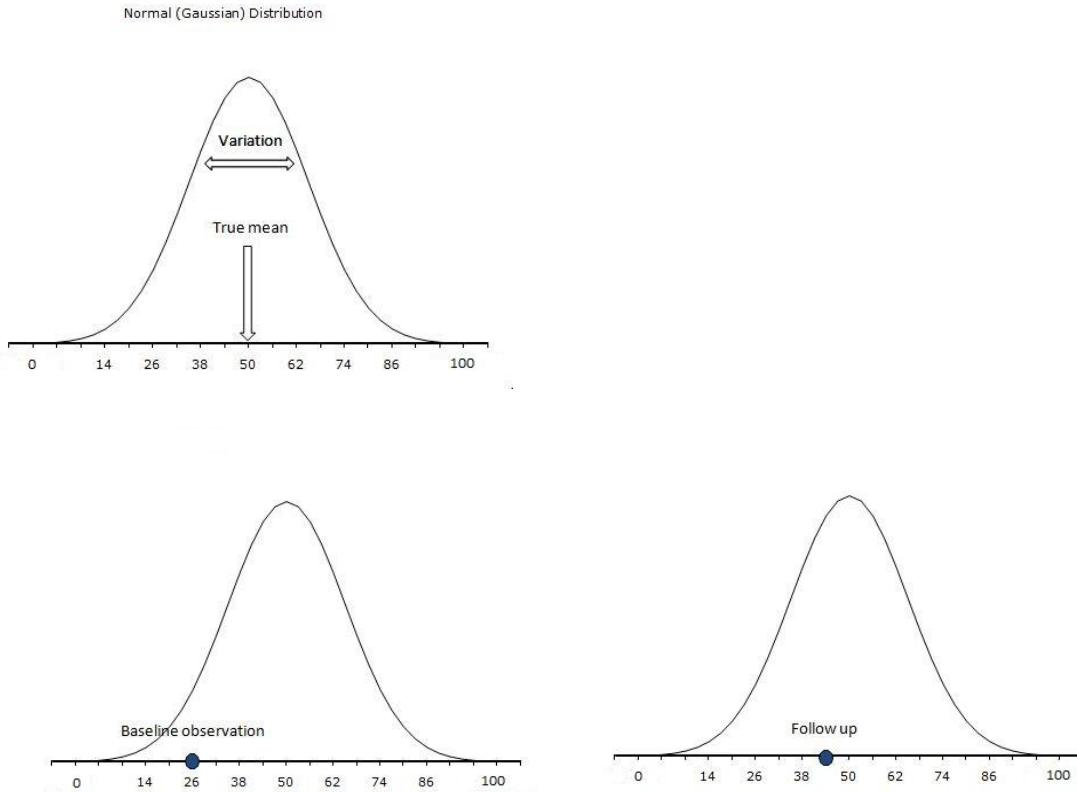 Normal (Gaussian) Distribution
Variation
True mean
0 14 26 38 50 62 74 86 100
Baseline observation
0 14 26 38 50 62 74 86 100
Follow up
0 14 26 38 50 62 74 86 100